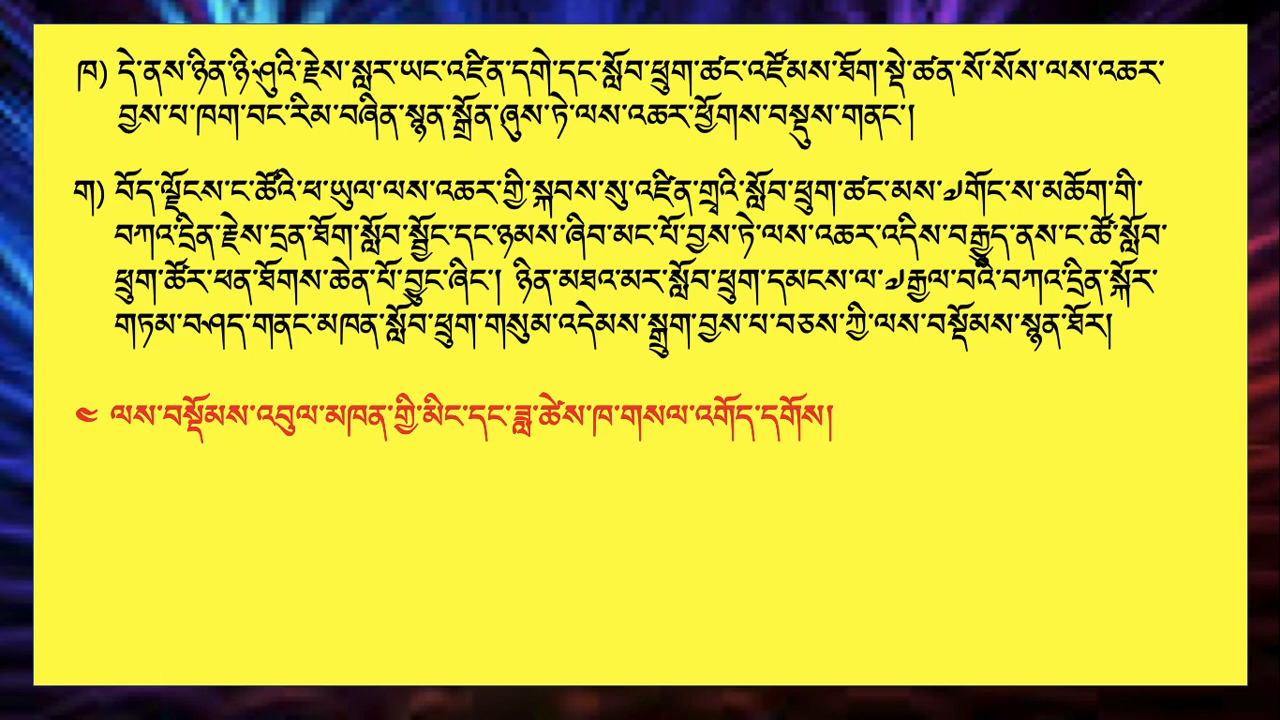 ཁ) དེ་ནས་ཉིན་ཉི་ཤུའི་རྗེས་སླར་ཡང་འཛིན་དགེ་དང་སློབ་ཕྲུག་ཚང་འཛོམས་ཐོག་སྡེ་ཚན་སོ་སོས་ལས་འཆར་
བྱས་པ་ཁག་བང་རིམ་བཞིན་སྙན་སྒྲོན་ཞུས་ཏེ་ལས་འཆར་ཕྱོགས་བསྡུས་གནང་།
ག) བོད་ལྗོངས་ང་ཚོའི་ཕ་ཡུལ་ལས་འཆར་གྱི་སྐབས་སུ་འཛིན་གྲྭའི་སློབ་ཕྲུག་ཚང་མས་༧གོང་ས་མཆོག་གི་
བཀའ་དྲིན་རྗེས་དྲན་ཐོག་སློབ་སྦྱོང་དང་ཉམས་ཞིབ་མང་པོ་བྱས་ཏེ་ལས་འཆར་འདིས་བརྒྱུད་ནས་ང་ཚོ་སློབ་
ཕྲུག་ཚོར་ཕན་ཐོགས་ཆེན་པོ་བྱུང་ཞིང་། ཉིན་མཐའ་མར་སློབ་ཕྲུག་དམངས་ལ་༧རྒྱལ་བའི་བཀའ་དྲིན་སྐོར་
གཏམ་བཤད་གནང་མཁན་སློབ་ཕྲུག་གསུམ་འདེམས་སྒྲུག་བྱས་པ་བཅས་ཀྱི་ལས་བསྡོམས་སྙན་ཐོར།
༤ ལས་བསྡོམས་འབུལ་མཁན་གྱི་མིང་དང་ཟླ་ཚེས་ཁ་གསལ་འགོད་དགོས།